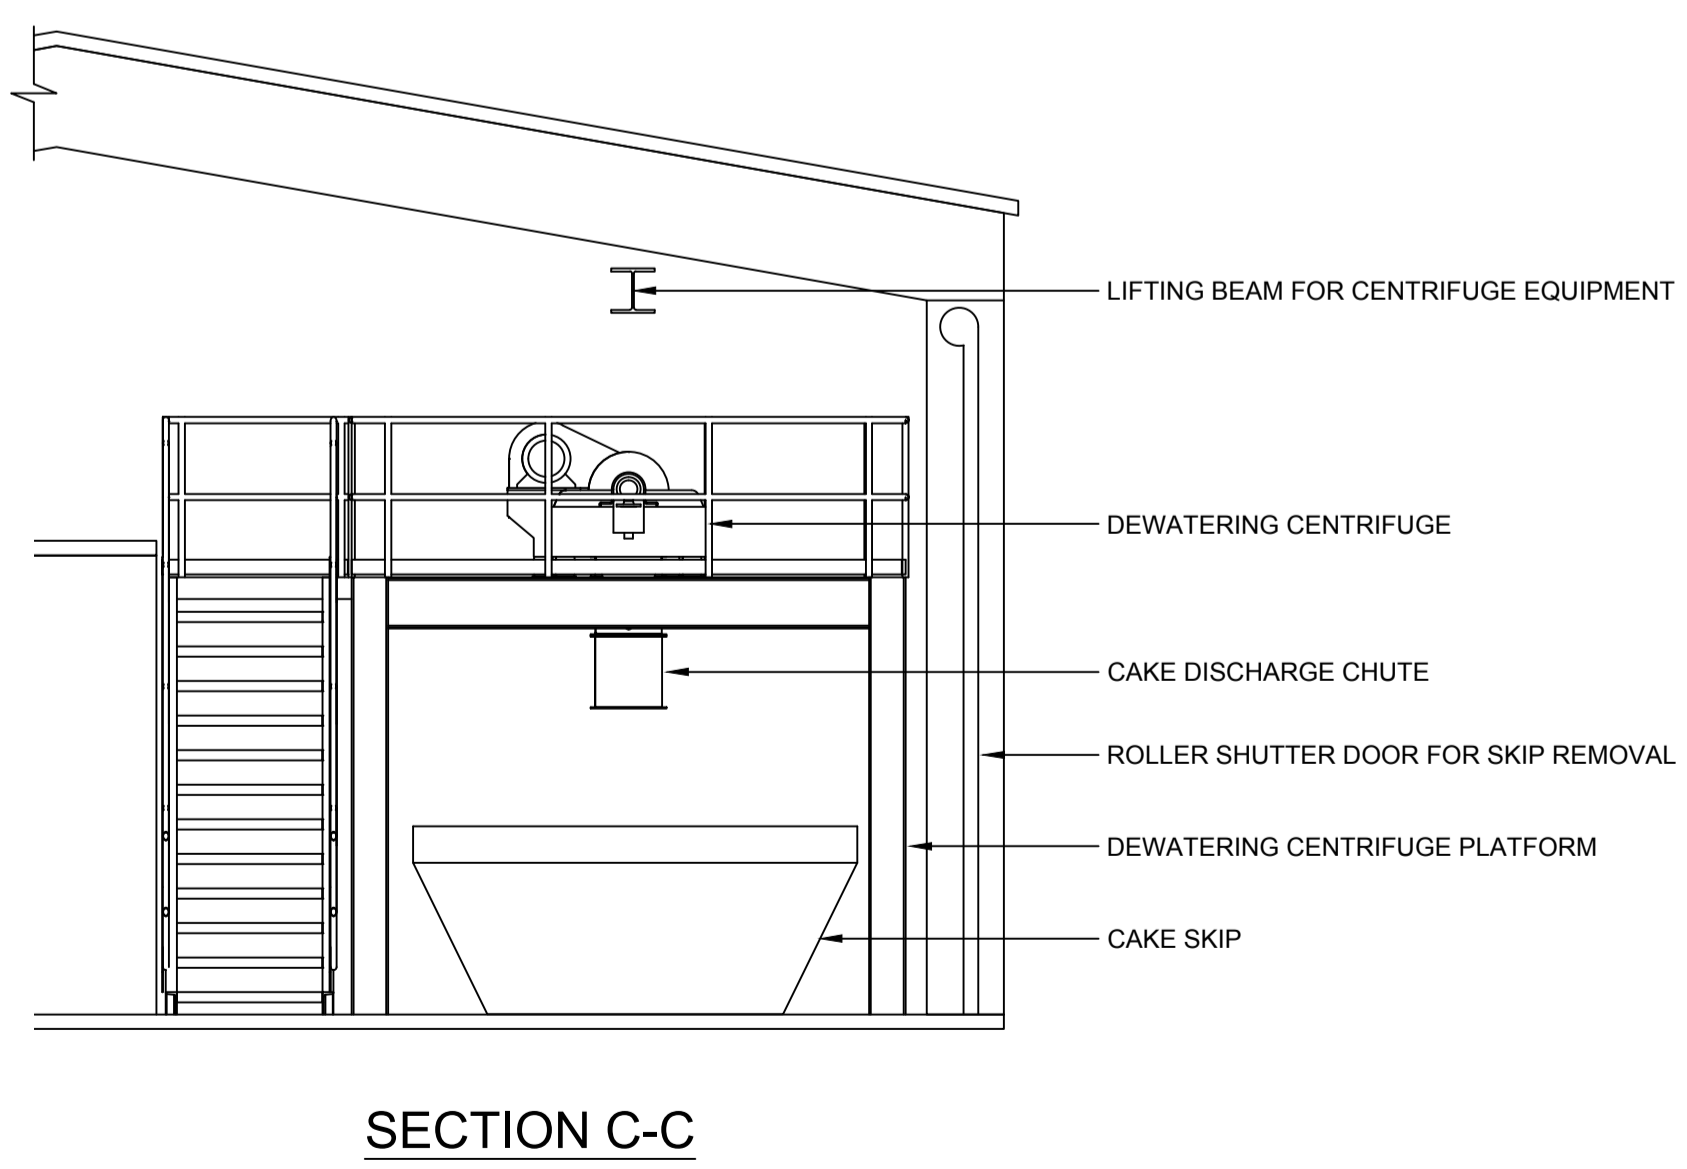 LIFTING BEAM FOR CENTRIFUGE EQUIPMENT
DEWATERING CENTRIFUGE
CAKE DISCHARGE CHUTE
ROLLER SHUTTER DOOR FOR SKIP REMOVAL
DEWATERING CENTRIFUGE PLATFORM
CAKE SKIP
SECTION C-C